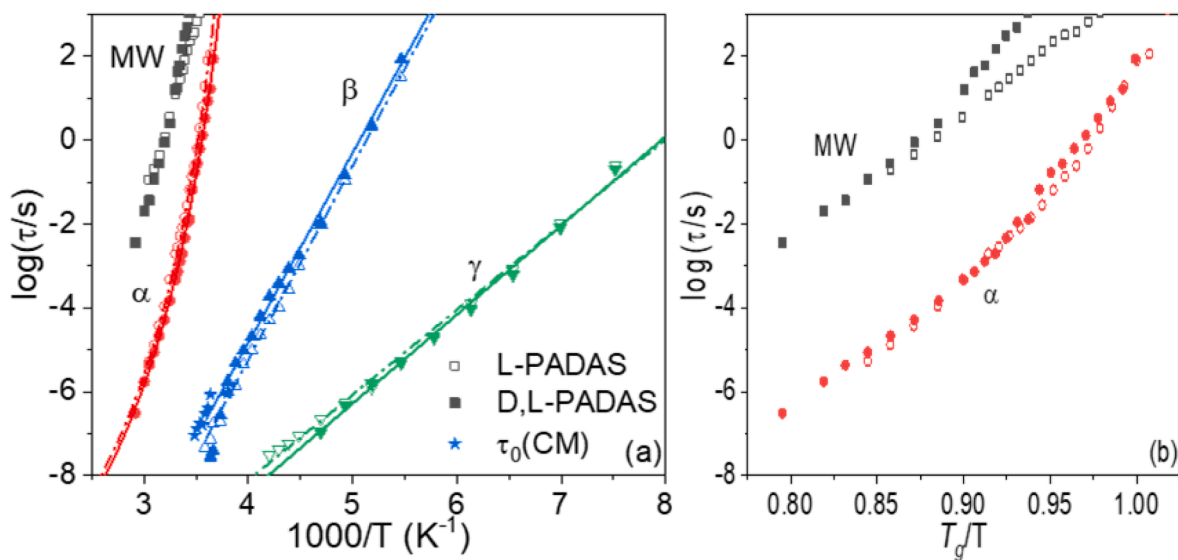 MW
β
α
γ
L-PADAS
D,L-PADAS
τ₀(CM)
(a)
log(τ/s)
2
0
-2
-4
-6
-8
3 4 5 6 7 8
1000/T (K⁻¹)
MW
α
(b)
log(τ/s)
2
0
-2
-4
-6
-8
0.80 0.85 0.90 0.95 1.00
T_g/T